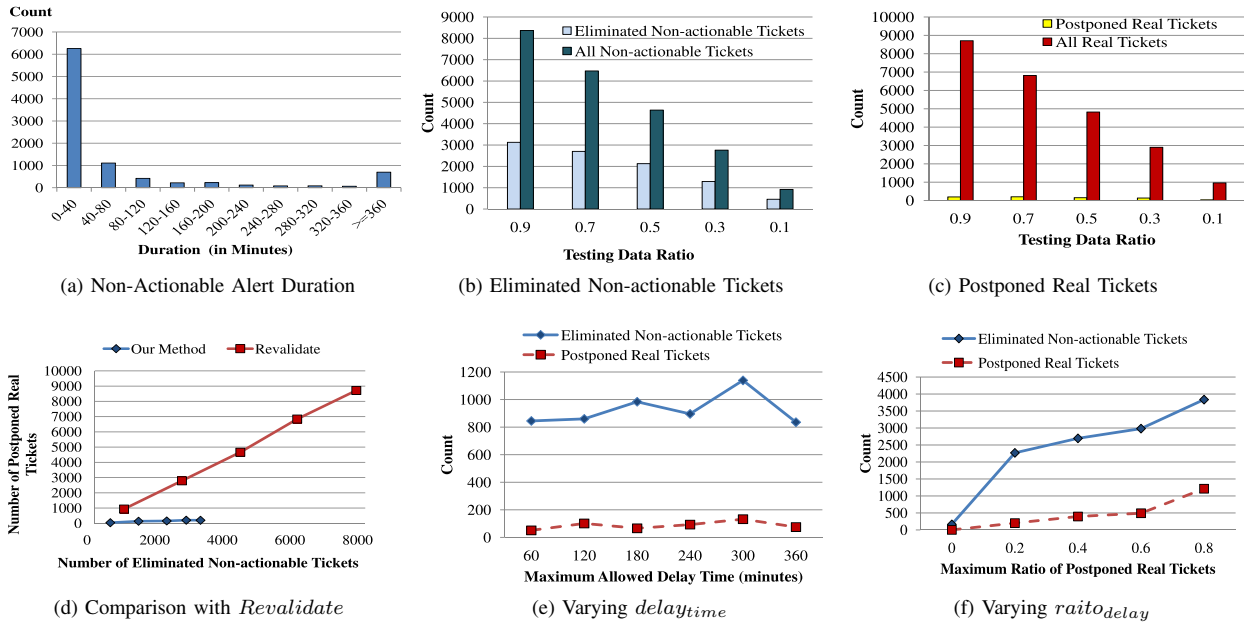 Count
7000
6000
5000
4000
3000
2000
1000
0
0-40
40-80
80-120
120-160
160-200
200-240
240-280
280-320
320-360
>=360
Duration (in Minutes)
(a) Non-Actionable Alert Duration
Eliminated Non-actionable Tickets
All Non-actionable Tickets
Count
9000
8000
7000
6000
5000
4000
3000
2000
1000
0
0.9 0.7 0.5 0.3 0.1
Testing Data Ratio
(b) Eliminated Non-actionable Tickets
Postponed Real Tickets
All Real Tickets
Count
10000
9000
8000
7000
6000
5000
4000
3000
2000
1000
0
0.9 0.7 0.5 0.3 0.1
Testing Data Ratio
(c) Postponed Real Tickets
Our Method Revalidate
Number of Postponed Real
Tickets
10000
9000
8000
7000
6000
5000
4000
3000
2000
1000
0
0 2000 4000 6000 8000
Number of Eliminated Non-actionable Tickets
(d) Comparison with Revalidate
Eliminated Non-actionable Tickets
Postponed Real Tickets
Count
1200
1000
800
600
400
200
0
60 120 180 240 300 360
Maximum Allowed Delay Time (minutes)
(e) Varying delay_time
Eliminated Non-actionable Tickets
Postponed Real Tickets
Count
4500
4000
3500
3000
2500
2000
1500
1000
500
0
0 0.2 0.4 0.6 0.8
Maximum Ratio of Postponed Real Tickets
(f) Varying raito_delay